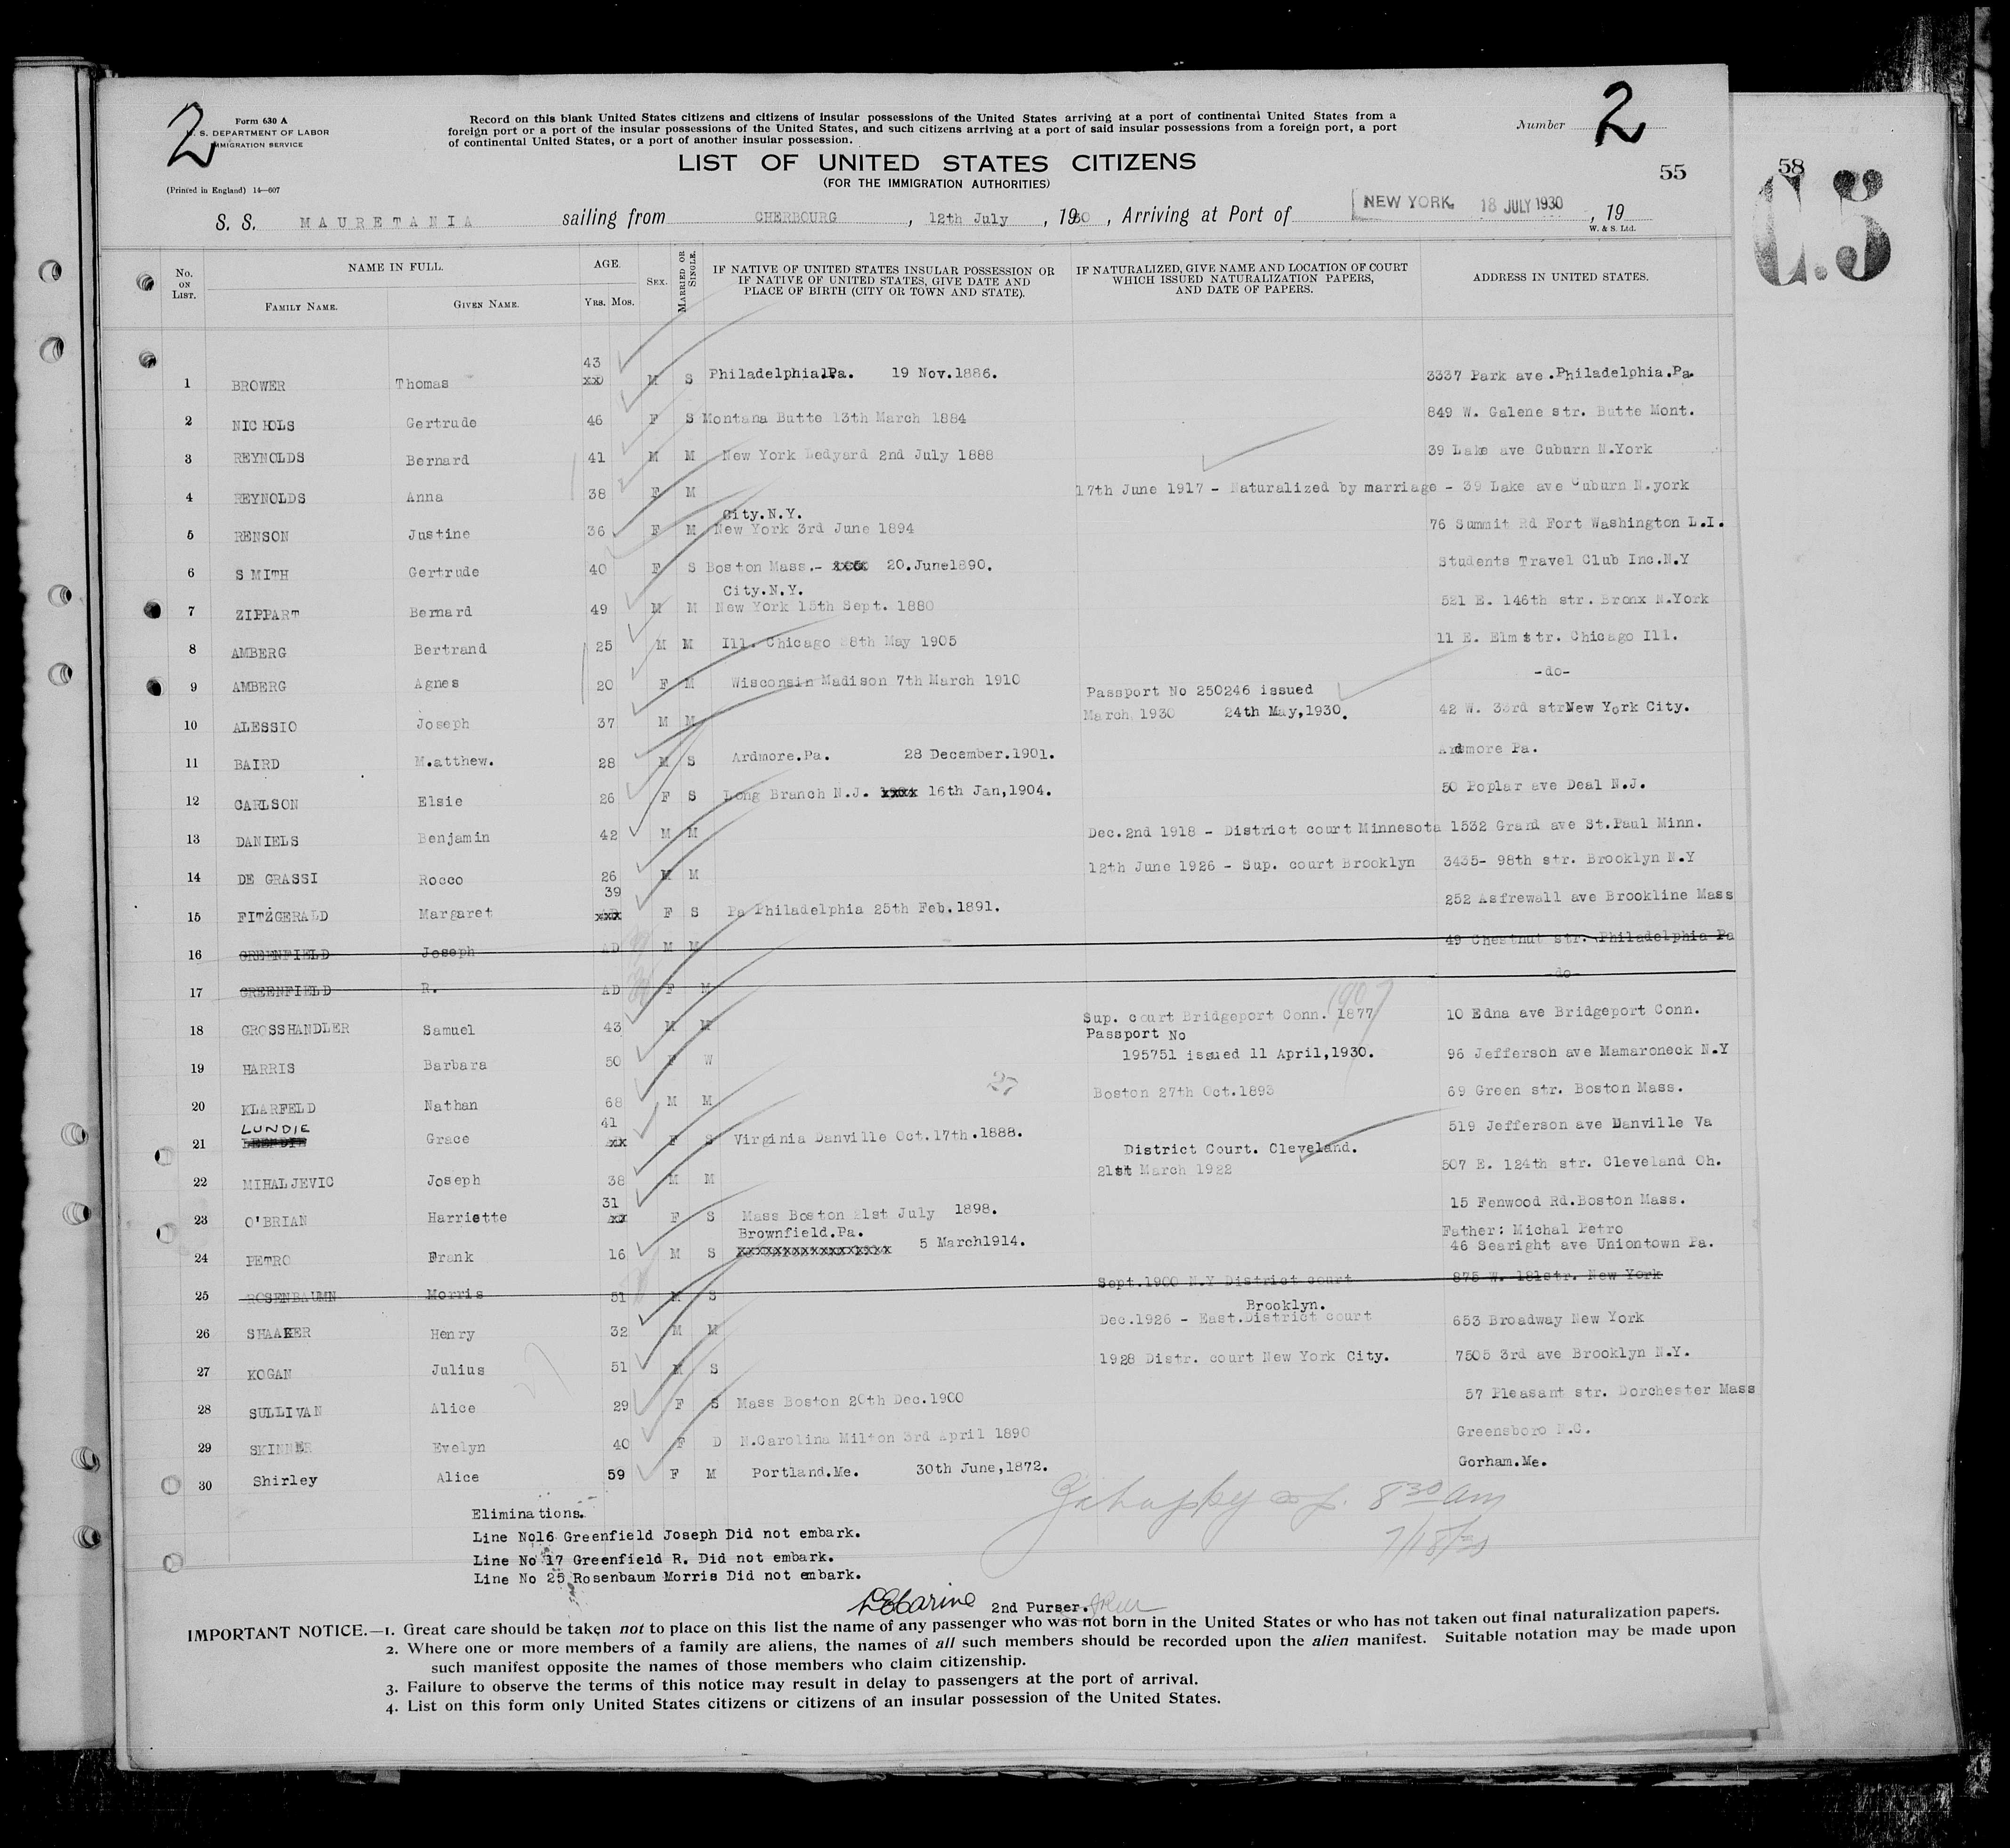 2
Form 630 A
U. S. DEPARTMENT OF LABOR
IMMIGRATION SERVICE
(Printed in England) 14—607
Record on this blank United States citizens and citizens of insular possessions of the United States arriving at a port of continental United States from a
foreign port or a port of the insular possessions of the United States, and such citizens arriving at a port of said insular possessions from a foreign port, a port
of continental United States, or a port of another insular possession.
Number 2
LIST OF UNITED STATES CITIZENS
(FOR THE IMMIGRATION AUTHORITIES)
55
58
C.5
S. S. MAURETANIA sailing from CHERBOURG, 12th July, 1930, Arriving at Port of NEW YORK. 18 JULY 1930, 19
W. & S. Ltd.
No. ON LIST. NAME IN FULL. FAMILY NAME. GIVEN NAME. AGE. YRS. MOS. SEX. MARRIED OR SINGLE. IF NATIVE OF UNITED STATES INSULAR POSSESSION OR IF NATIVE OF UNITED STATES, GIVE DATE AND PLACE OF BIRTH (CITY OR TOWN AND STATE). IF NATURALIZED, GIVE NAME AND LOCATION OF COURT WHICH ISSUED NATURALIZATION PAPERS, AND DATE OF PAPERS. ADDRESS IN UNITED STATES.
1 BROWER Thomas 43 xx M S Philadelphia.Pa. 19 Nov.1886. 3337 Park ave.Philadelphia.Pa.
2 NICHOLS Gertrude 46 F S Montana Butte 13th March 1884 849 W. Galene str. Butte Mont.
3 REYNOLDS Bernard 41 M M New York Ledyard 2nd July 1888 39 Lake ave Cuburn N.York
4 REYNOLDS Anna 38 F M 17th June 1917 - Naturalized by marriage - 39 Lake ave Cuburn N.york
5 RENSON Justine 36 F M City.N.Y. New York 3rd June 1894 76 Summit Rd Fort Washington L.I.
6 SMITH Gertrude 40 F S Boston Mass.- 20.June1890. Students Travel Club Inc.N.Y
7 ZIPPART Bernard 49 M M City.N.Y. New York 15th Sept. 1880 521 E. 146th str. Bronx N.York
8 AMBERG Bertrand 25 M M Ill. Chicago 28th May 1905 11 E. Elm str. Chicago Ill.
9 AMBERG Agnes 20 F M Wisconsin Madison 7th March 1910 -do-
10 ALESSIO Joseph 37 M M Passport No 250246 issued March 1930 24th May,1930. 42 W. 33rd str New York City.
11 BAIRD M.atthew. 28 M S Ardmore.Pa. 28 December.1901. Ardmore Pa.
12 CARLSON Elsie 26 F S Long Branch N.J. xxxx 16th Jan,1904. 50 Poplar ave Deal N.J.
13 DANIELS Benjamin 42 M M Dec.2nd 1918 - District court Minnesota 1532 Grand ave St.Paul Minn.
14 DE GRASSI Rocco 26 M M 12th June 1926 - Sup. court Brooklyn 3435- 98th str. Brooklyn N.Y
15 FITZGERALD Margaret 39 xxx F S Pa Philadelphia 25th Feb.1891. 252 Asfrewall ave Brookline Mass
16 GREENFIELD Joseph AD M M 49 Chestnut str. Philadelphia Pa
17 GREENFIELD R. AD F M -do-
18 GROSSHANDLER Samuel 43 M M Sup. court Bridgeport Conn. 1877 1907 10 Edna ave Bridgeport Conn.
19 HARRIS Barbara 50 F W Passport No 195751 issued 11 April,1930. 96 Jefferson ave Mamaroneck N.Y
20 KLARFELD Nathan 68 M M 27 Boston 27th Oct.1893 69 Green str. Boston Mass.
21 LUNDIE Grace 41 xx F S Virginia Danville Oct.17th.1888. 519 Jefferson ave Danville Va
22 MIHALJEVIC Joseph 38 M M District Court. Cleveland. 21st March 1922 507 E. 124th str. Cleveland Oh.
23 O'BRIAN Harriette 31 xx F S Mass Boston 21st July 1898. 15 Fenwood Rd.Boston Mass.
24 PETRO Frank 16 M S Brownfield.Pa. xxxxxxxxxxxxxxxxx 5 March1914. Father: Michal Petro 46 Searight ave Uniontown Pa.
25 ROSENBAUMN Morris 51 M S Sept.1900 N.Y District court 875 W. 181str. New York
26 SHAAKER Henry 32 M M Dec.1926 - East.District court Brooklyn. 653 Broadway New York
27 KOGAN Julius 51 M S 1928 Distr. court New York City. 7505 3rd ave Brooklyn N.Y.
28 SULLIVAN Alice 29 F S Mass Boston 20th Dec.1900 57 Pleasant str. Dorchester Mass
29 SKINNER Evelyn 40 F D N.Carolina Milton 3rd April 1890 Greensboro N.C.
30 Shirley Alice 59 F M Portland.Me. 30th June,1872. Gorham.Me.
8 30 am
7/18/30
Eliminations.
Line No16 Greenfield Joseph Did not embark.
Line No 17 Greenfield R. Did not embark.
Line No 25 Rosenbaum Morris Did not embark.
2nd Purser.
IMPORTANT NOTICE.—1. Great care should be taken not to place on this list the name of any passenger who was not born in the United States or who has not taken out final naturalization papers.
2. Where one or more members of a family are aliens, the names of all such members should be recorded upon the alien manifest. Suitable notation may be made upon
such manifest opposite the names of those members who claim citizenship.
3. Failure to observe the terms of this notice may result in delay to passengers at the port of arrival.
4. List on this form only United States citizens or citizens of an insular possession of the United States.